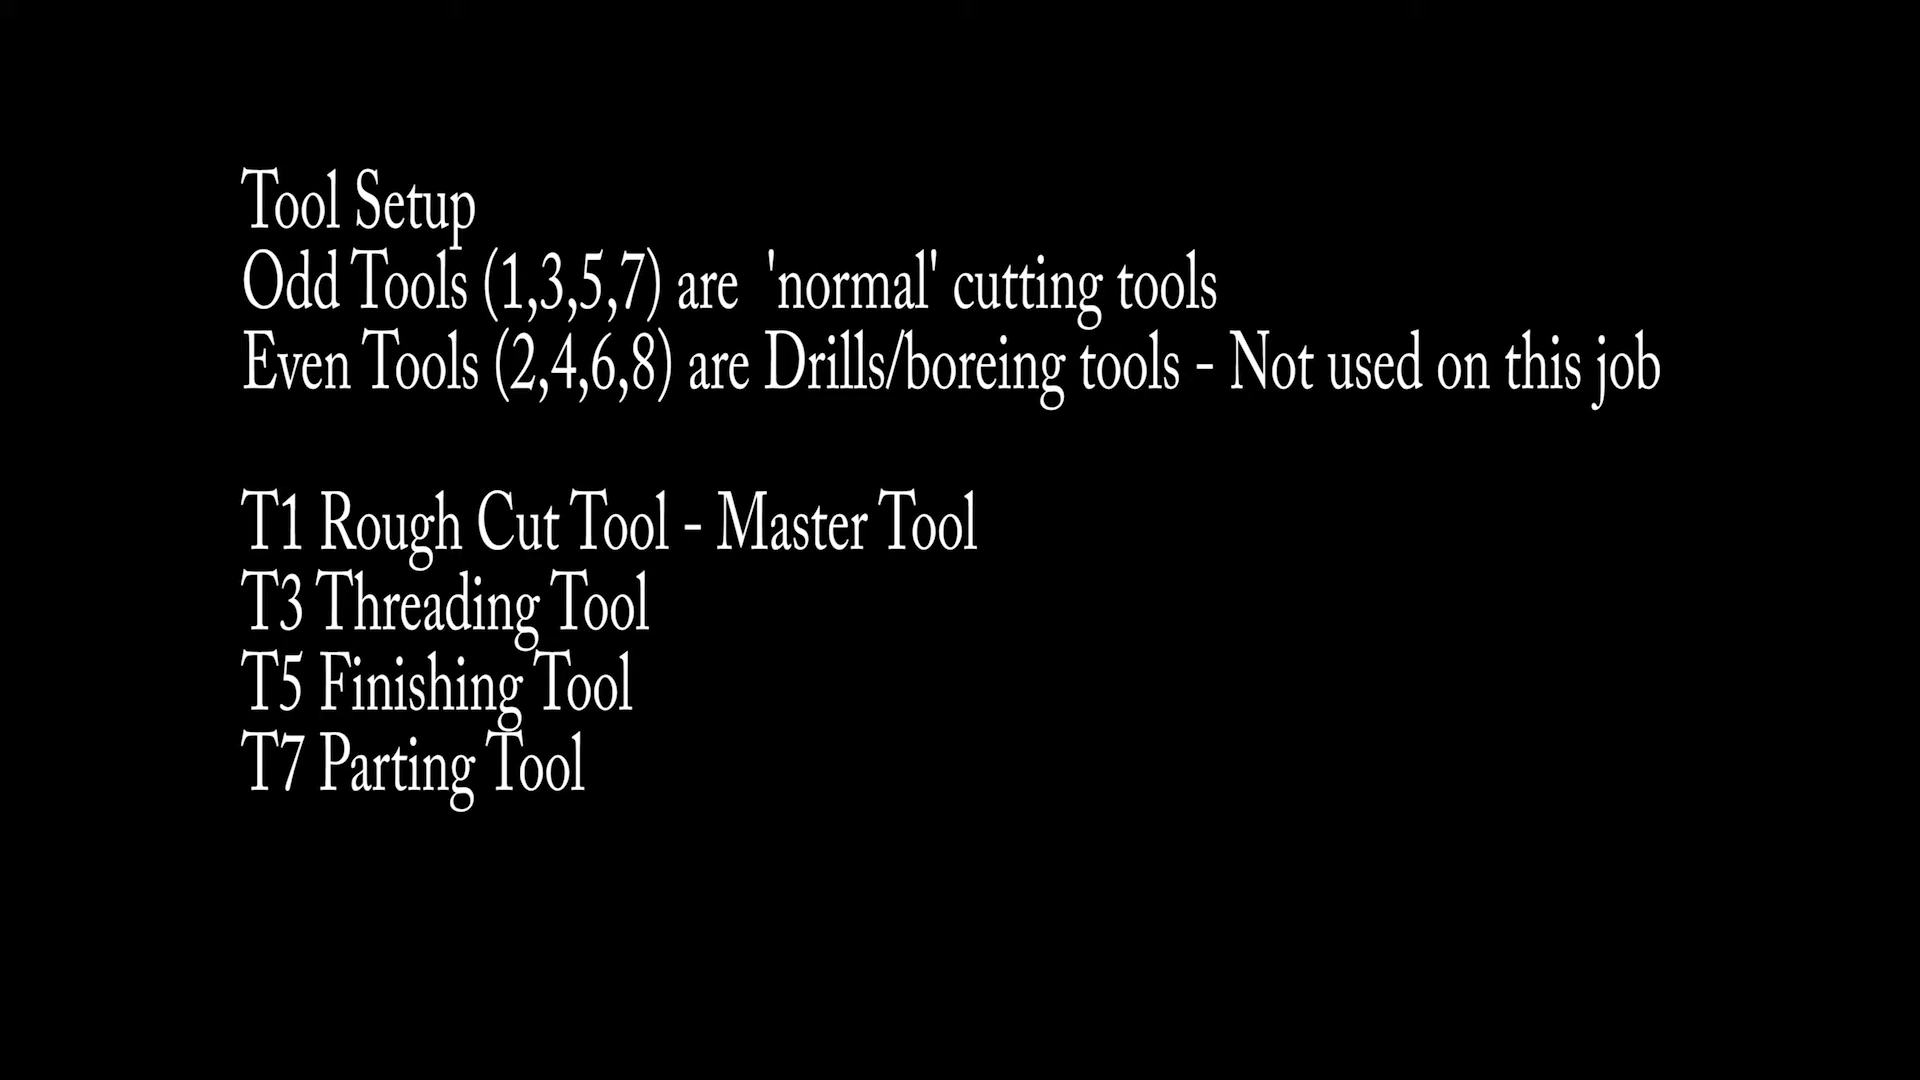 Tool Setup
Odd Tools (1,3,5,7) are  'normal' cutting tools
Even Tools (2,4,6,8) are Drills/boreing tools - Not used on this job
T1 Rough Cut Tool - Master Tool
T3 Threading Tool
T5 Finishing Tool
T7 Parting Tool